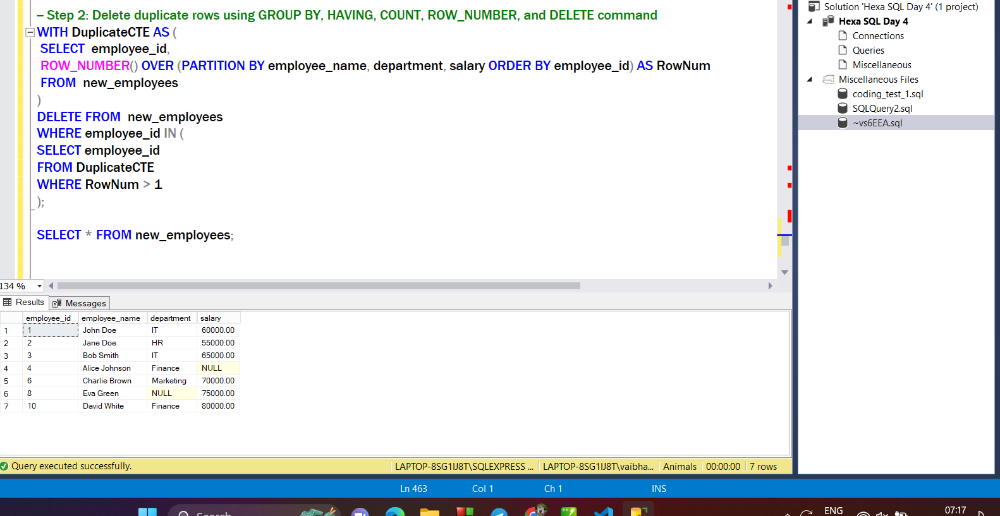 – Step 2: Delete duplicate rows using GROUP BY, HAVING, COUNT, ROW_NUMBER, and DELETE command
WITH DuplicateCTE AS (
SELECT employee_id,
ROW_NUMBER() OVER (PARTITION BY employee_name, department, salary ORDER BY employee_id) AS RowNum
FROM new_employees
)
DELETE FROM new_employees
WHERE employee_id IN (
SELECT employee_id
FROM DuplicateCTE
WHERE RowNum > 1
);
SELECT * FROM new_employees;
134 %
Results Messages
employee_id employee_name department salary
1 1 John Doe IT 60000.00
2 2 Jane Doe HR 55000.00
3 3 Bob Smith IT 65000.00
4 4 Alice Johnson Finance NULL
5 6 Charlie Brown Marketing 70000.00
6 8 Eva Green NULL 75000.00
7 10 David White Finance 80000.00
Query executed successfully. LAPTOP-8SG1IJ8T\SQLEXPRESS ... LAPTOP-8SG1IJ8T\vaibha... Animals 00:00:00 7 rows
Solution 'Hexa SQL Day 4' (1 project)
Hexa SQL Day 4
Connections
Queries
Miscellaneous
Miscellaneous Files
coding_test_1.sql
SQLQuery2.sql
~vs6EEA.sql
Ln 463 Col 1 Ch 1 INS
Search ENG 07:17